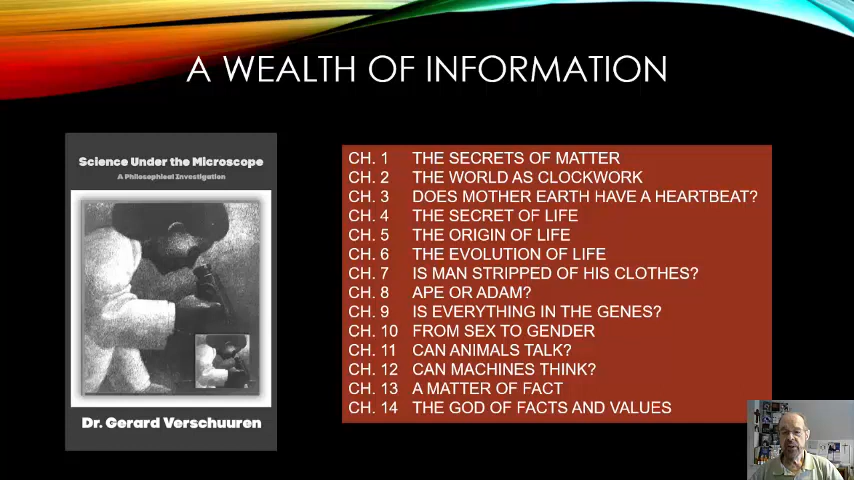 A WEALTH OF INFORMATION
Science Under the Microscope
A Philosophical Investigation
Dr. Gerard Verschuuren
CH. 1 THE SECRETS OF MATTER
CH. 2 THE WORLD AS CLOCKWORK
CH. 3 DOES MOTHER EARTH HAVE A HEARTBEAT?
CH. 4 THE SECRET OF LIFE
CH. 5 THE ORIGIN OF LIFE
CH. 6 THE EVOLUTION OF LIFE
CH. 7 IS MAN STRIPPED OF HIS CLOTHES?
CH. 8 APE OR ADAM?
CH. 9 IS EVERYTHING IN THE GENES?
CH. 10 FROM SEX TO GENDER
CH. 11 CAN ANIMALS TALK?
CH. 12 CAN MACHINES THINK?
CH. 13 A MATTER OF FACT
CH. 14 THE GOD OF FACTS AND VALUES